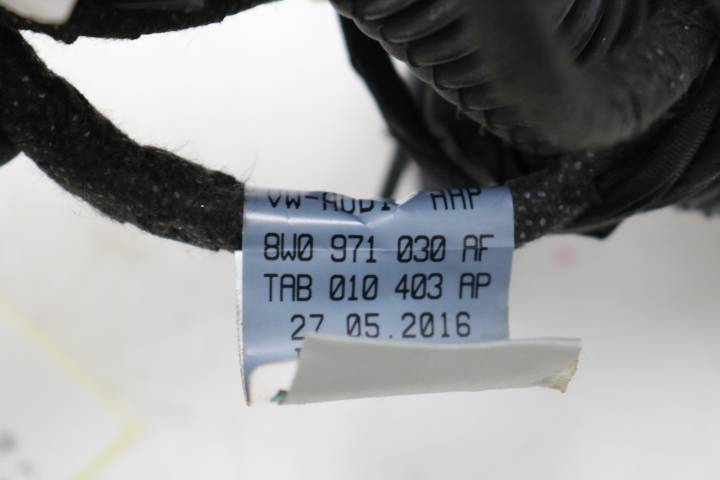 VW-AUDI AAP
8W0 971 030 AF
TAB 010 403 AP
27.05.2016